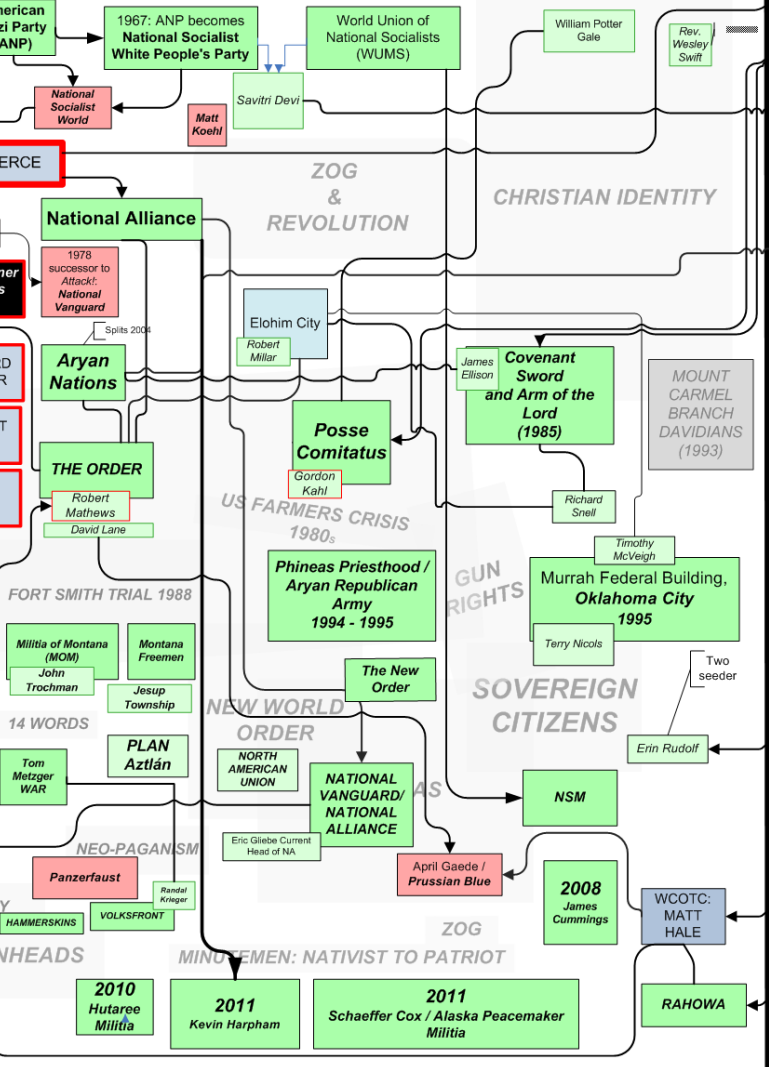 merican
zi Party
ANP)
1967: ANP becomes
National Socialist
White People's Party
World Union of
National Socialists
(WUMS)
William Potter
Gale
Rev.
Wesley
Swift
National
Socialist
World
Matt
Koehl
Savitri Devi
ERCE
ZOG
&
REVOLUTION
CHRISTIAN IDENTITY
National Alliance
1978
successor to
Attack!:
National
Vanguard
ner
s
Splits 2004
Elohim City
Robert
Millar
Aryan
Nations
RD
R
James
Ellison
Covenant
Sword
and Arm of the
Lord
(1985)
MOUNT
CARMEL
BRANCH
DAVIDIANS
(1993)
T
Posse
Comitatus
Gordon
Kahl
THE ORDER
Robert
Mathews
David Lane
US FARMERS CRISIS
1980s
Richard
Snell
Timothy
McVeigh
Phineas Priesthood /
Aryan Republican
Army
1994 - 1995
GUN
RIGHTS
Murrah Federal Building,
Oklahoma City
1995
Terry Nicols
FORT SMITH TRIAL 1988
Militia of Montana
(MOM)
John
Trochman
Montana
Freemen
Jesup
Township
The New
Order
Two
seeder
14 WORDS
NEW WORLD
ORDER
SOVEREIGN
CITIZENS
Erin Rudolf
PLAN
Aztlán
NORTH
AMERICAN
UNION
Tom
Metzger
WAR
NATIONAL
VANGUARD/
NATIONAL
ALLIANCE
AS
NSM
Eric Gliebe Current
Head of NA
NEO-PAGANISM
Panzerfaust
April Gaede /
Prussian Blue
Randal
Krieger
2008
James
Cummings
WCOTC:
MATT
HALE
Y
HAMMERSKINS
VOLKSFRONT
ZOG
NHEADS
MINUTEMEN: NATIVIST TO PATRIOT
2010
Hutaree
Militia
2011
Kevin Harpham
2011
Schaeffer Cox / Alaska Peacemaker
Militia
RAHOWA